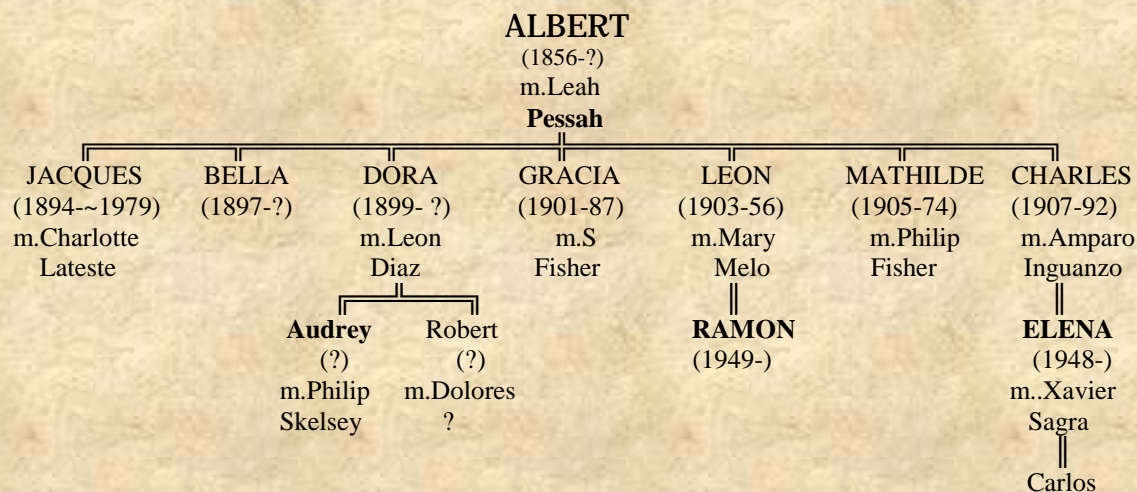 ALBERT
(1856-?)
m.Leah
Pessah
JACQUES BELLA DORA GRACIA LEON MATHILDE CHARLES
(1894-~1979) (1897-?) (1899- ?) (1901-87) (1903-56) (1905-74) (1907-92)
m.Charlotte m.Leon m.S m.Mary m.Philip m.Amparo
Lateste Diaz Fisher Melo Fisher Inguanzo
Audrey Robert RAMON ELENA
(?) (?) (1949-) (1948-)
m.Philip m.Dolores m..Xavier
Skelsey ? Sagra
Carlos